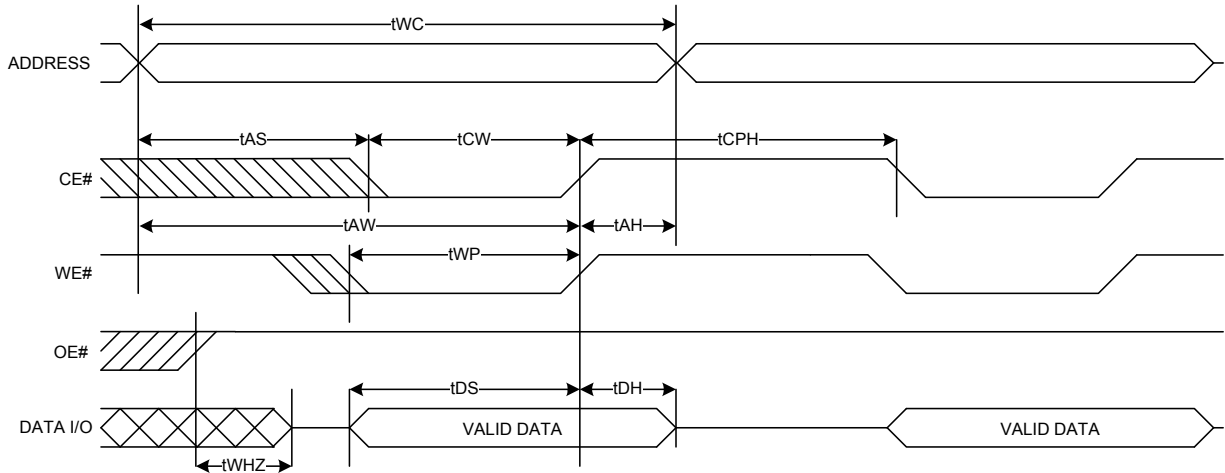 tWC
ADDRESS
tAS
tCW
tCPH
CE#
tAW
tAH
WE#
tWP
OE#
tDS
tDH
DATA I/O
VALID DATA
VALID DATA
tWHZ